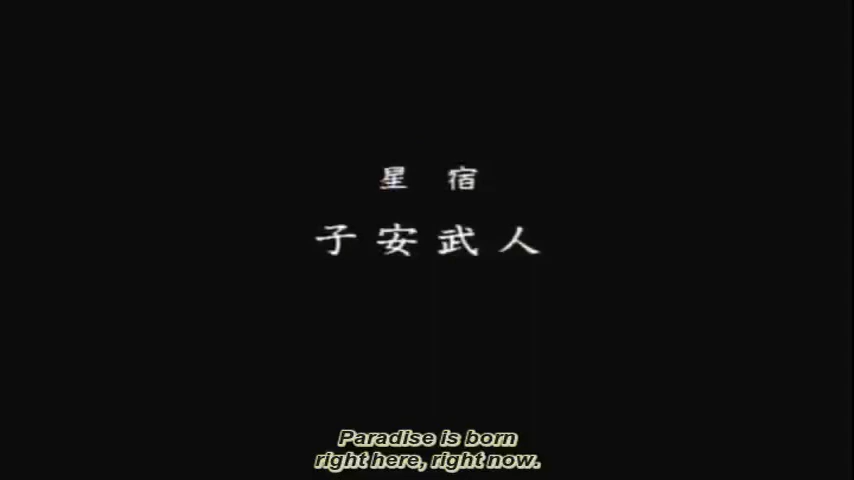 星宿
子安武人
Paradise is born
right here, right now.